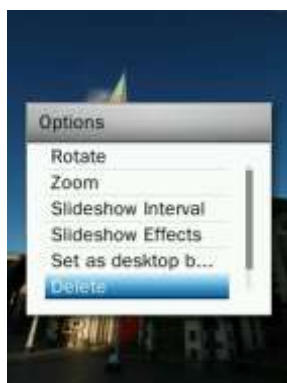 Options
Rotate
Zoom
Slideshow Interval
Slideshow Effects
Set as desktop b...
Delete